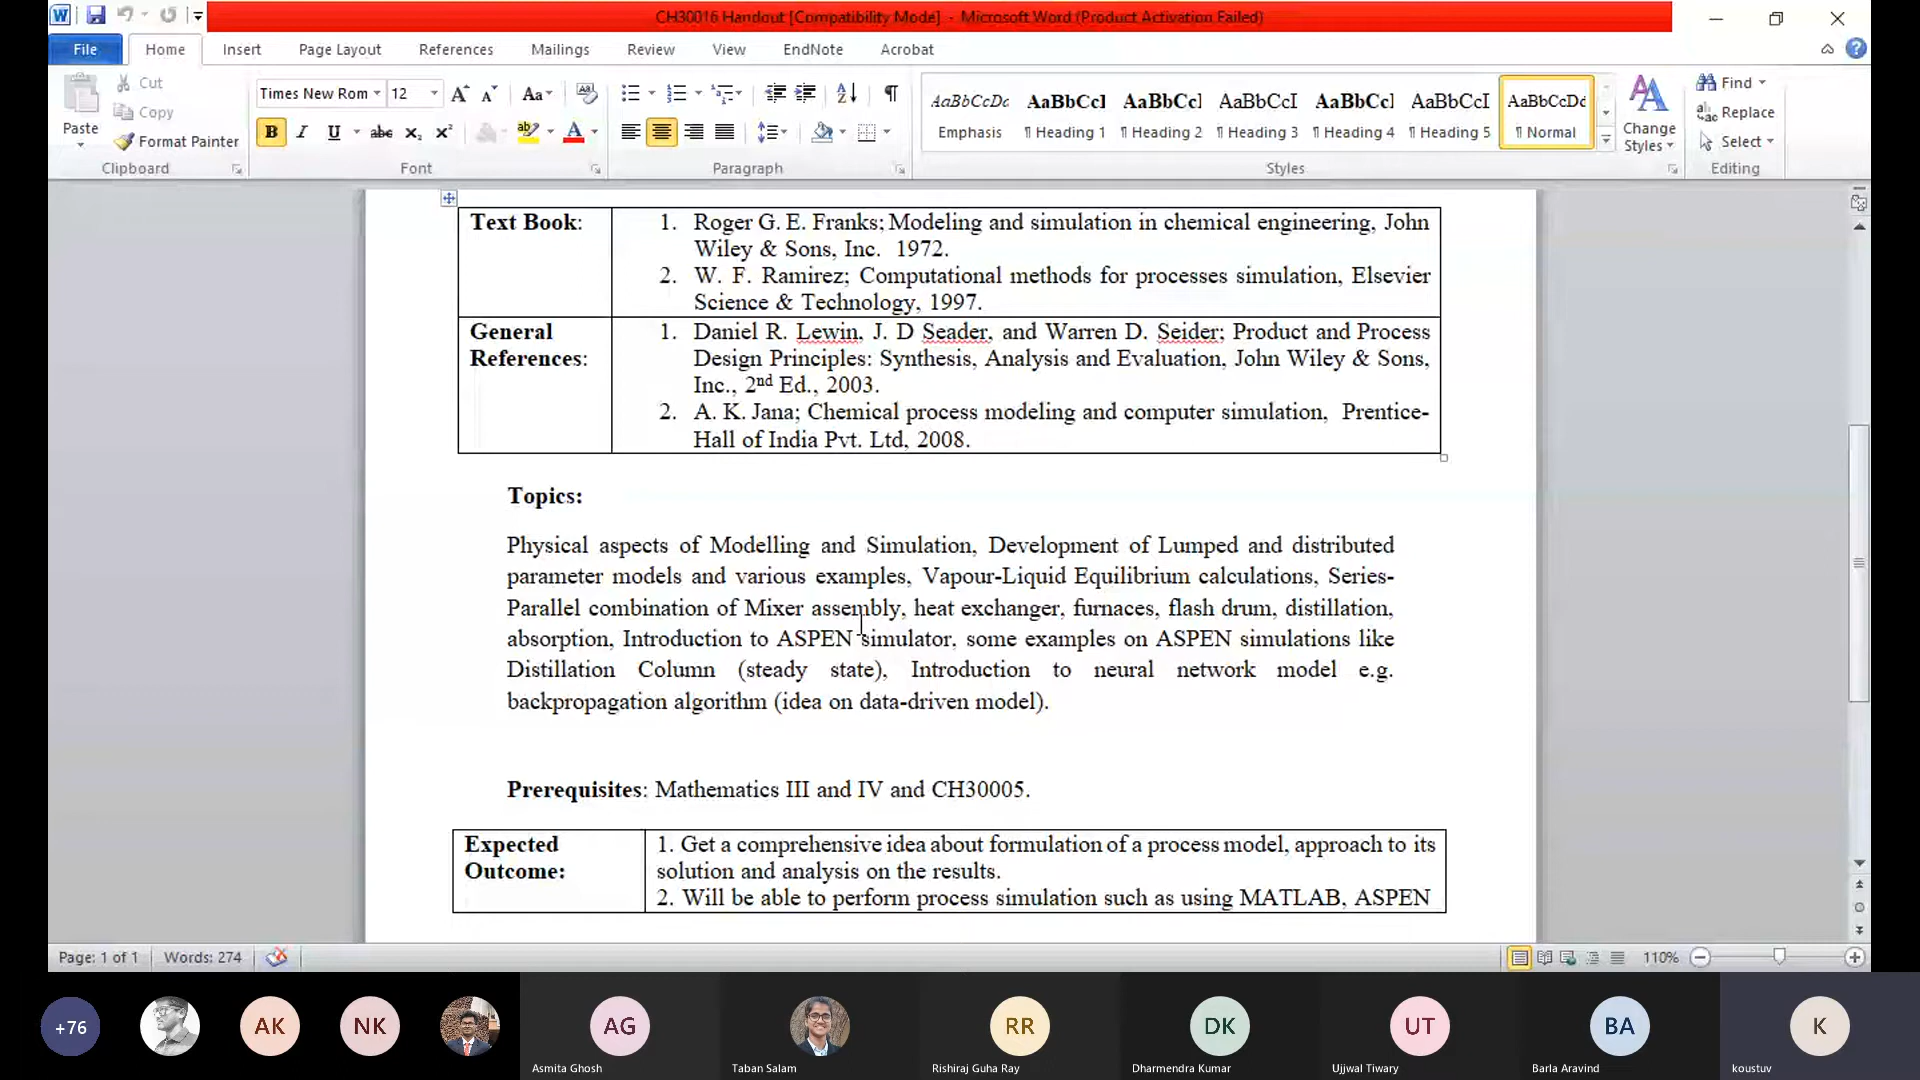 CH30016 Handout [Compatibility Mode] - Microsoft Word (Product Activation Failed)
File Home Insert Page Layout References Mailings Review View EndNote Acrobat
Cut
Copy
Paste
Format Painter
Clipboard
Times New Rom 12
Font
Paragraph
AaBbCcDc AaBbCcI AaBbCcI AaBbCcI AaBbCcI AaBbCcI AaBbCcDd
Emphasis ¶ Heading 1 ¶ Heading 2 ¶ Heading 3 ¶ Heading 4 ¶ Heading 5 ¶ Normal
Styles
Change
Styles
Find
Replace
Select
Editing
Text Book: 1. Roger G. E. Franks; Modeling and simulation in chemical engineering, John
Wiley & Sons, Inc. 1972.
2. W. F. Ramirez; Computational methods for processes simulation, Elsevier
Science & Technology, 1997.
General 1. Daniel R. Lewin, J. D Seader, and Warren D. Seider; Product and Process
References: Design Principles: Synthesis, Analysis and Evaluation, John Wiley & Sons,
Inc., 2nd Ed., 2003.
2. A. K. Jana; Chemical process modeling and computer simulation, Prentice-
Hall of India Pvt. Ltd, 2008.
Topics:
Physical aspects of Modelling and Simulation, Development of Lumped and distributed
parameter models and various examples, Vapour-Liquid Equilibrium calculations, Series-
Parallel combination of Mixer assembly, heat exchanger, furnaces, flash drum, distillation,
absorption, Introduction to ASPEN simulator, some examples on ASPEN simulations like
Distillation Column (steady state), Introduction to neural network model e.g.
backpropagation algorithm (idea on data-driven model).
Prerequisites: Mathematics III and IV and CH30005.
Expected 1. Get a comprehensive idea about formulation of a process model, approach to its
Outcome: solution and analysis on the results.
2. Will be able to perform process simulation such as using MATLAB, ASPEN
Page: 1 of 1 Words: 274 110%
+76 AK NK AG RR DK UT BA K
Asmita Ghosh Taban Salam Rishiraj Guha Ray Dharmendra Kumar Ujjwal Tiwary Barla Aravind koustuv